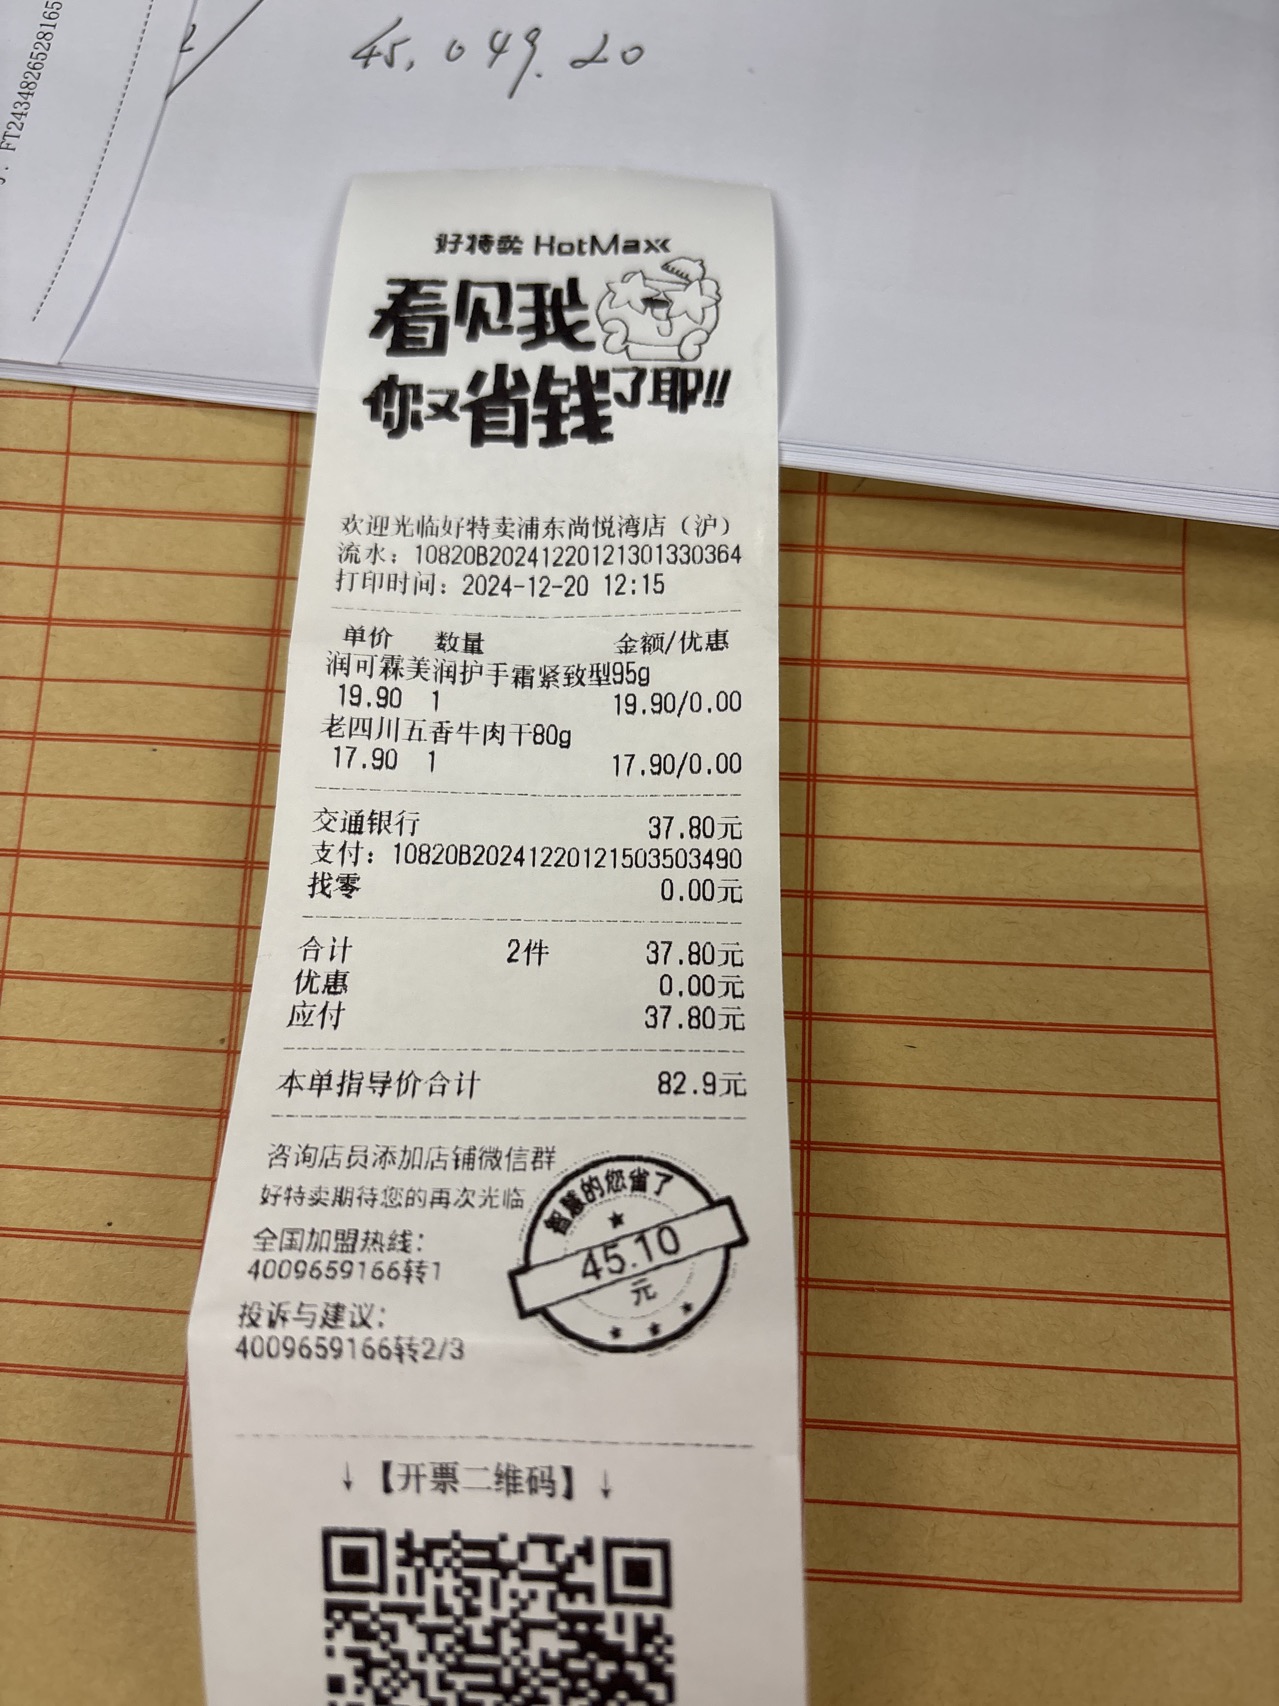 FT2434826528165
45,049.20
好特卖 HotMaxx
看见我
你又省钱了耶!!
欢迎光临好特卖浦东尚悦湾店（沪）
流水：10820B20241220121301330364
打印时间：2024-12-20 12:15
单价 数量 金额/优惠
润可霖美润护手霜紧致型95g
19.90 1 19.90/0.00
老四川五香牛肉干80g
17.90 1 17.90/0.00
交通银行 37.80元
支付：10820B20241220121503503490
找零 0.00元
合计 2件 37.80元
优惠 0.00元
应付 37.80元
本单指导价合计 82.9元
咨询店员添加店铺微信群
好特卖期待您的再次光临
全国加盟热线：
4009659166转1
投诉与建议：
4009659166转2/3
智慧的您省了
45.10
元
↓【开票二维码】↓